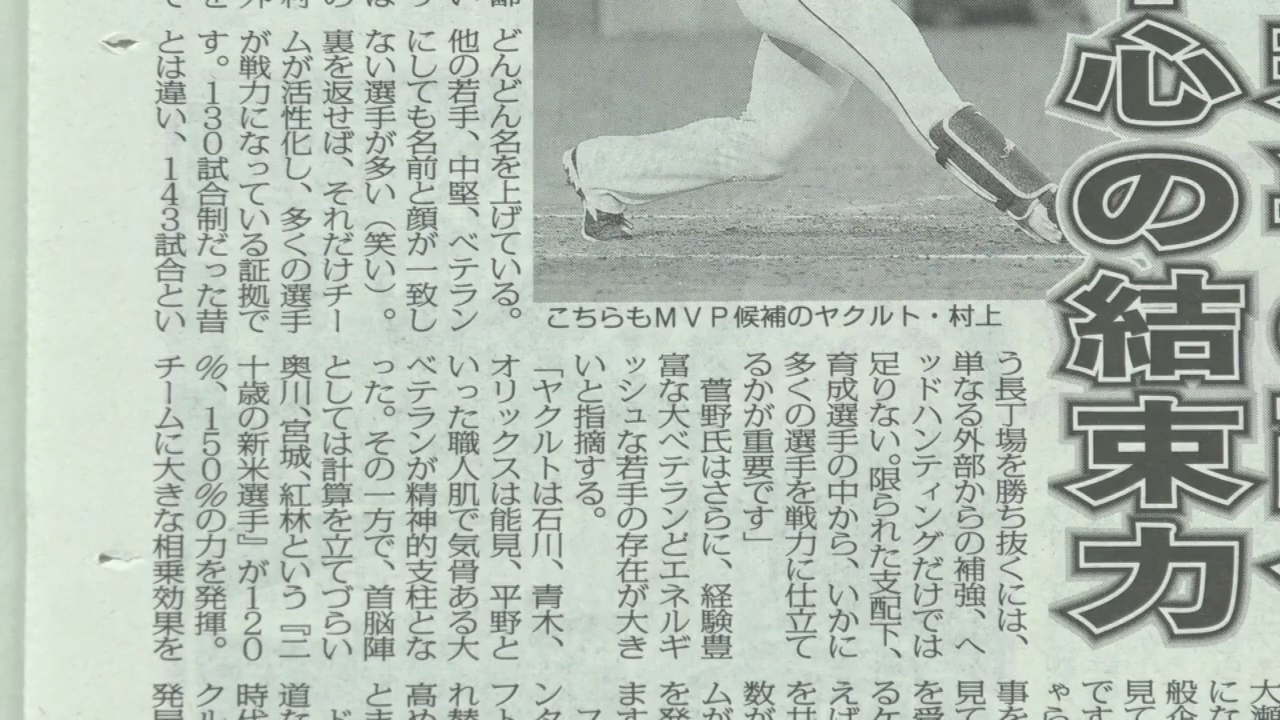 心の結束力
どんどん名を上げている。
他の若手、中堅、ベテラン
にしても名前と顔が一致し
ない選手が多い（笑い）。
裏を返せば、それだけチー
ムが活性化し、多くの選手
が戦力になっている証拠で
す。130試合制だった昔
とは違い、143試合とい
こちらもMVP候補のヤクルト・村上
う長丁場を勝ち抜くには、
単なる外部からの補強、ヘ
ッドハンティングだけでは
足りない。限られた支配下、
育成選手の中から、いかに
多くの選手を戦力に仕立て
るかが重要です」
菅野氏はさらに、経験豊
富な大ベテランとエネルギ
ッシュな若手の存在が大き
いと指摘する。
「ヤクルトは石川、青木、
オリックスは能見、平野と
いった職人肌で気骨ある大
ベテランが精神的支柱とな
った。その一方で、首脳陣
としては計算を立てづらい
奥川、宮城、紅林という『二
十歳の新米選手』が120
％、150％の力を発揮。
チームに大きな相乗効果を